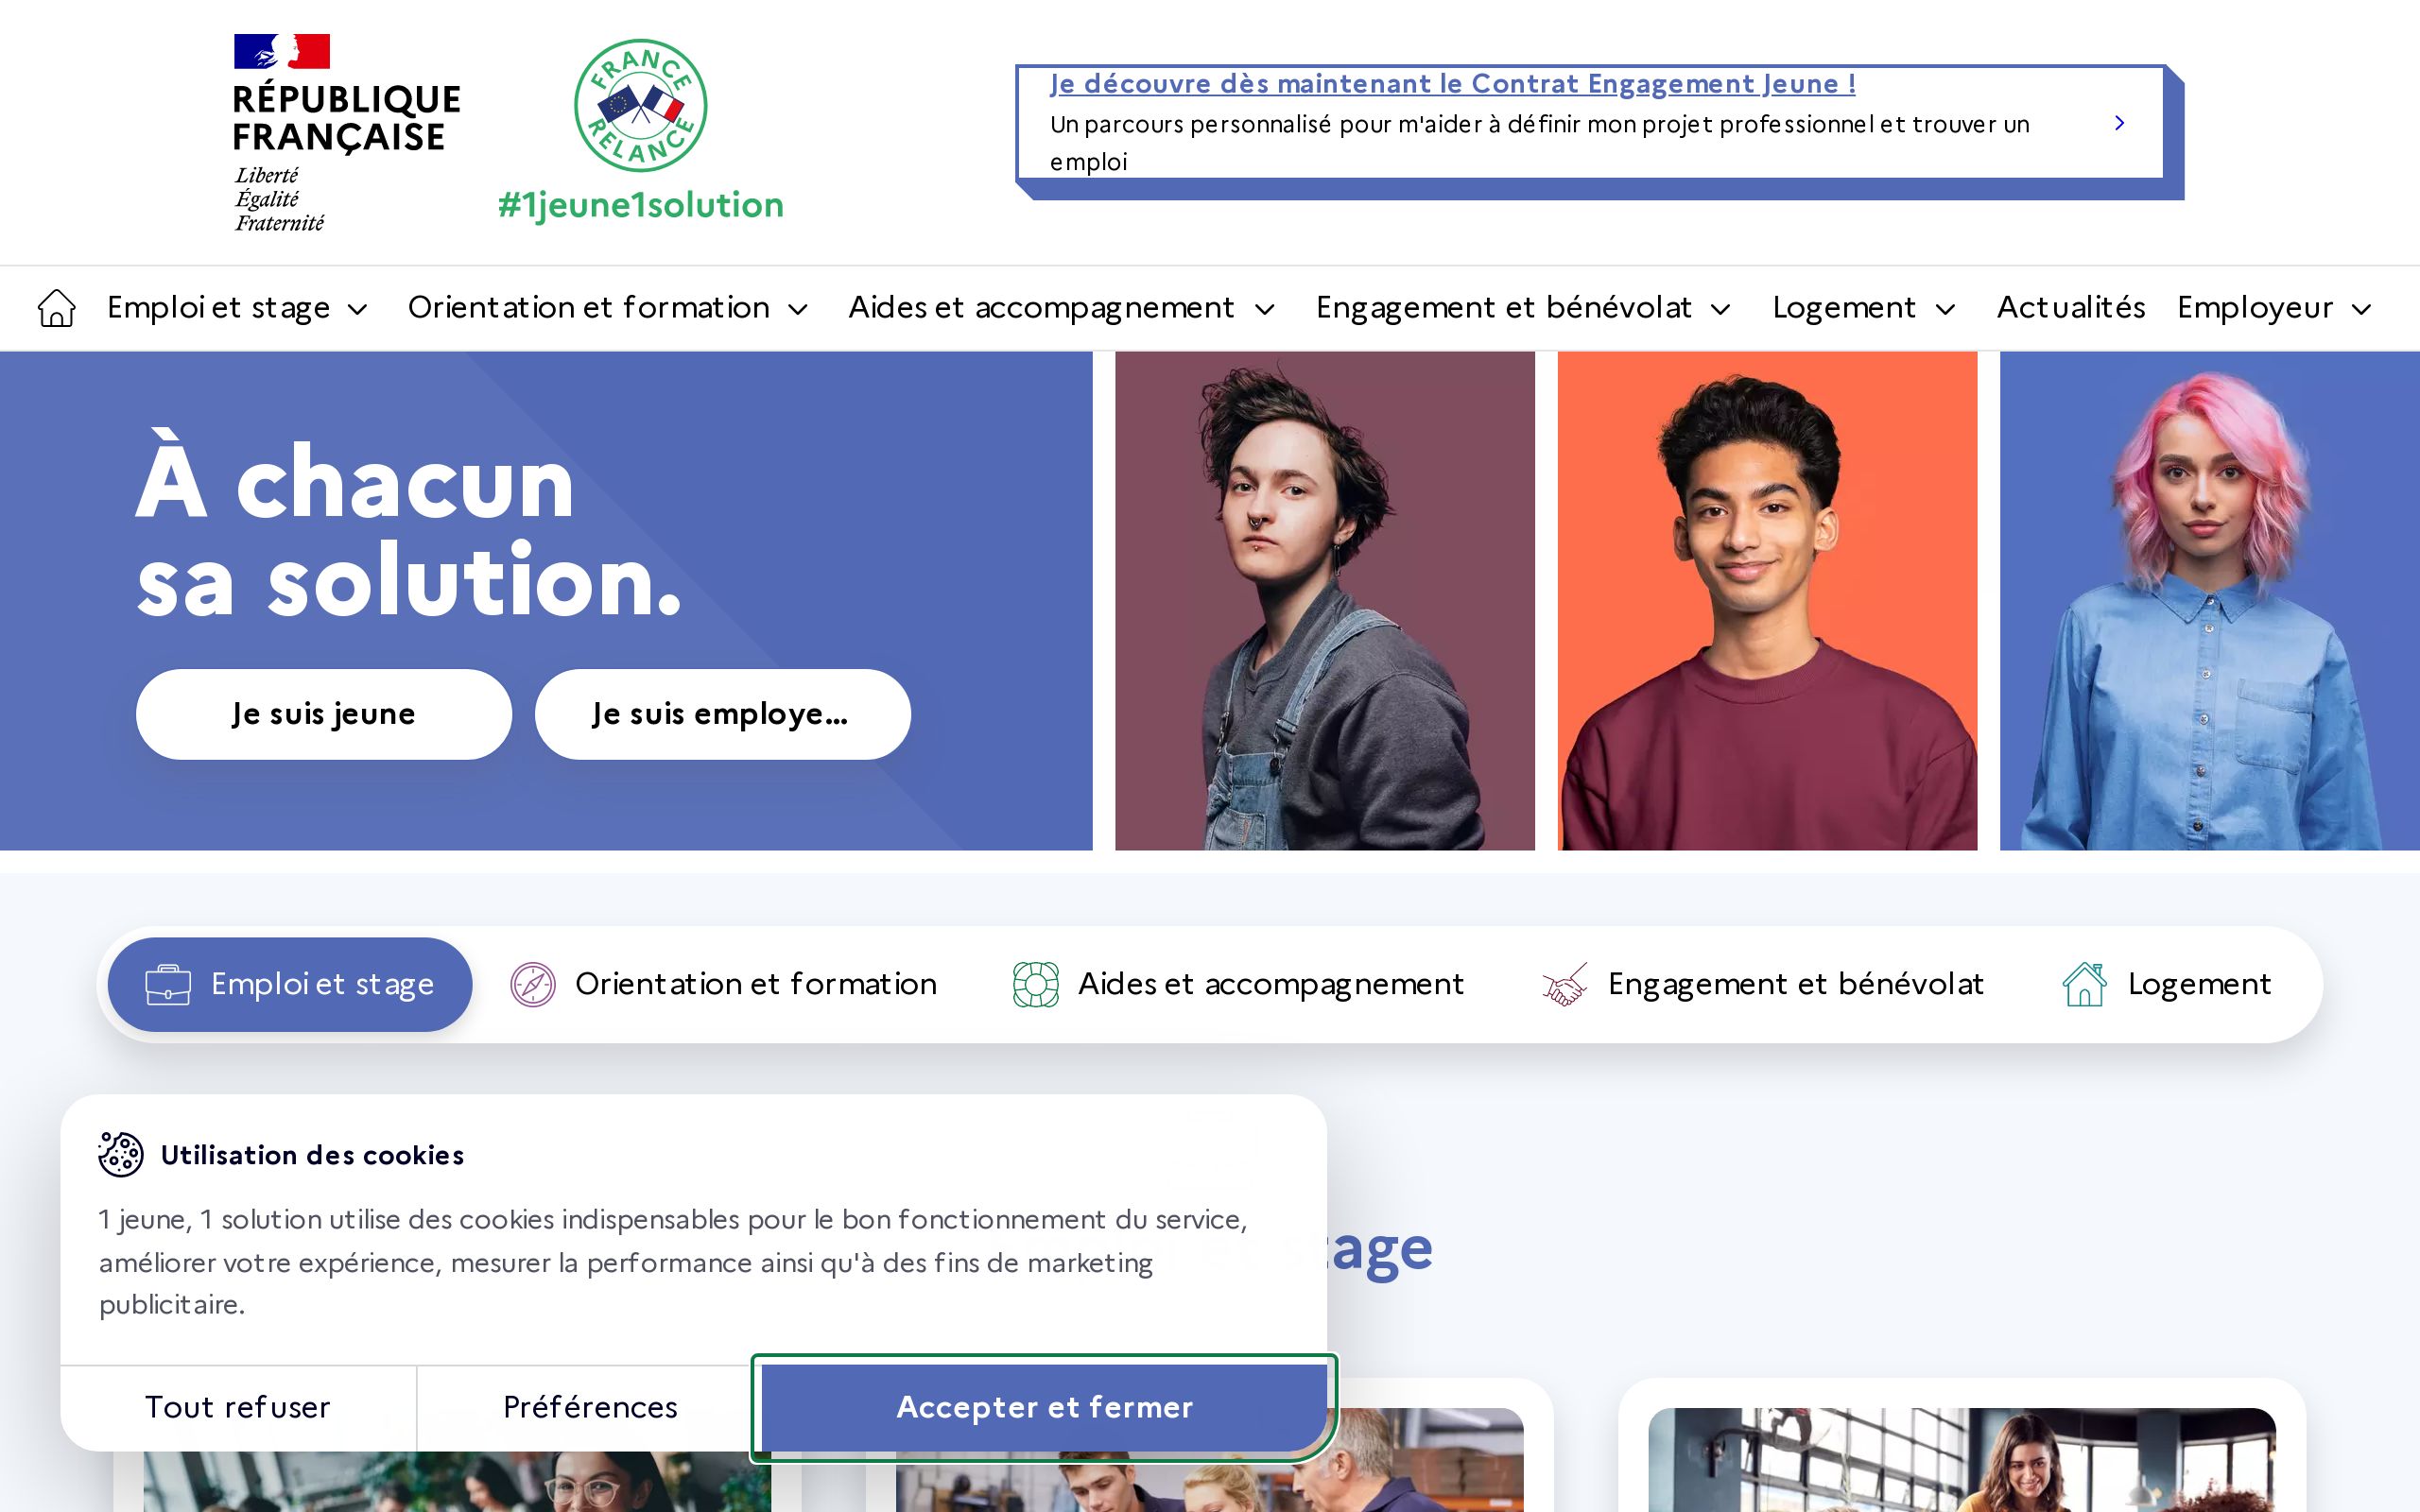 RÉPUBLIQUE
FRANÇAISE
Liberté
Égalité
Fraternité
FRANCE
RELANCE
#1jeune1solution
Je découvre dès maintenant le Contrat Engagement Jeune !
Un parcours personnalisé pour m'aider à définir mon projet professionnel et trouver un
emploi
Emploi et stage
Orientation et formation
Aides et accompagnement
Engagement et bénévolat
Logement
Actualités
Employeur
À chacun
sa solution.
Je suis jeune
Je suis employe...
Emploi et stage
Orientation et formation
Aides et accompagnement
Engagement et bénévolat
Logement
Utilisation des cookies
1 jeune, 1 solution utilise des cookies indispensables pour le bon fonctionnement du service,
améliorer votre expérience, mesurer la performance ainsi qu'à des fins de marketing
publicitaire.
Tout refuser
Préférences
Accepter et fermer